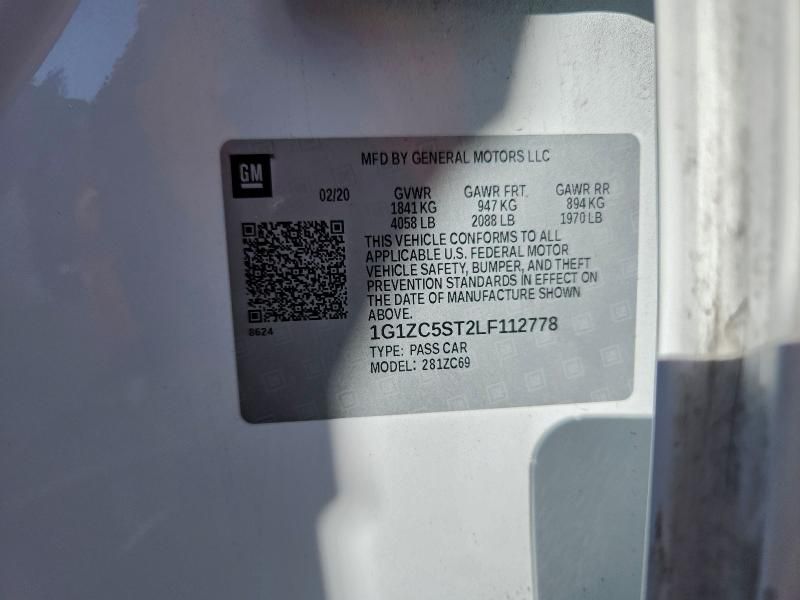 GM
MFD BY GENERAL MOTORS LLC
02/20 GVWR GAWR FRT. GAWR RR
1841 KG 947 KG 894 KG
4058 LB 2088 LB 1970 LB
THIS VEHICLE CONFORMS TO ALL
APPLICABLE U.S. FEDERAL MOTOR
VEHICLE SAFETY, BUMPER, AND THEFT
PREVENTION STANDARDS IN EFFECT ON
THE DATE OF MANUFACTURE SHOWN
ABOVE.
8624
1G1ZC5ST2LF112778
TYPE: PASS CAR
MODEL: 281ZC69